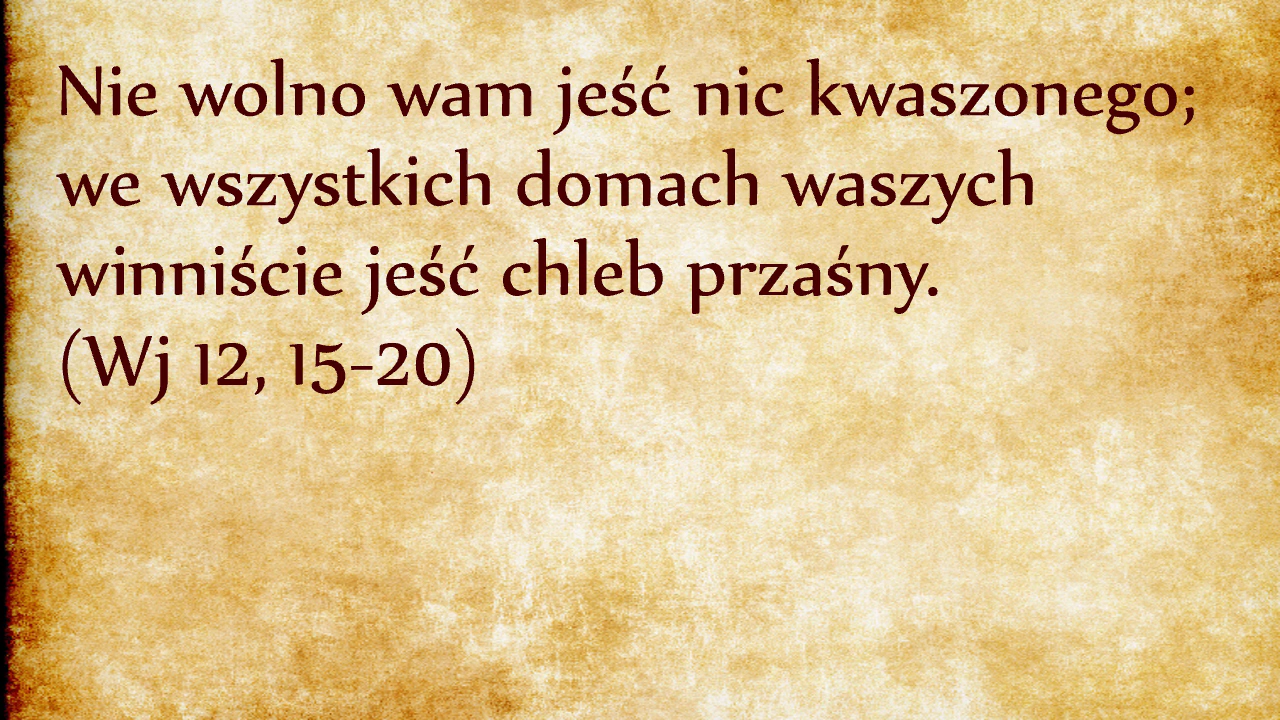 Nie wolno wam jeść nic kwaszonego;
we wszystkich domach waszych
winniście jeść chleb przaśny.
(Wj 12, 15-20)